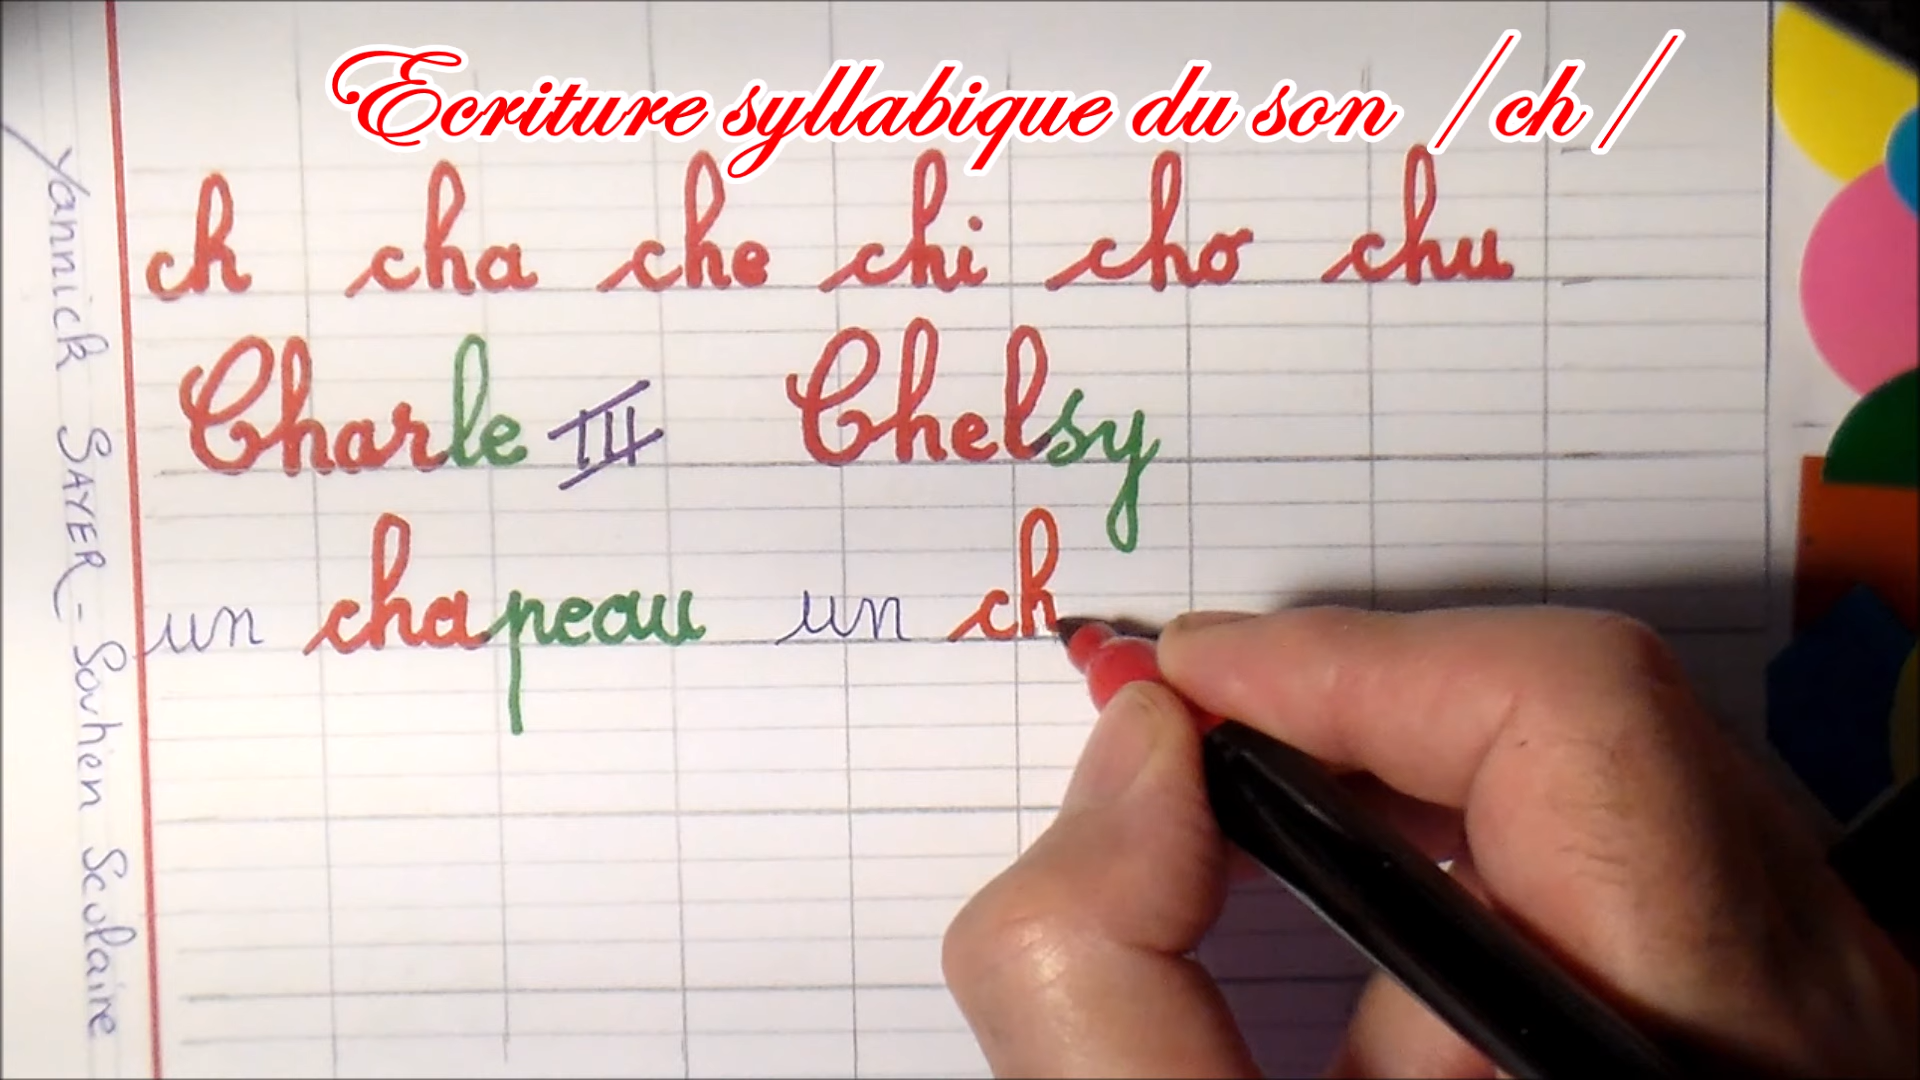 Ecriture syllabique du son /ch/
ch cha che chi cho chu
Charle III Chelsy
un chapeau un ch
Yannick SAYER - Soutien Scolaire